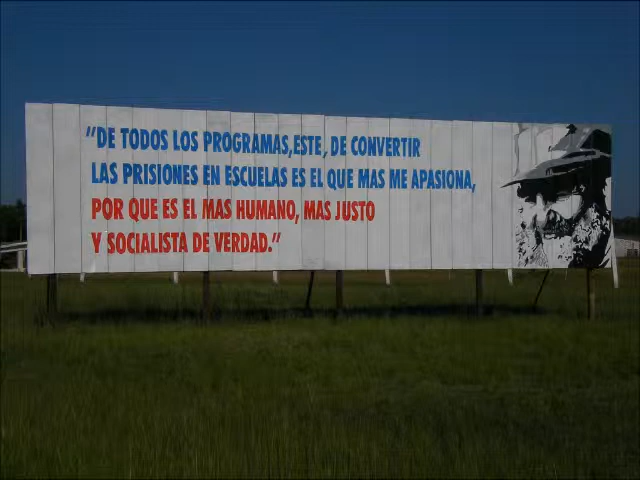 "DE TODOS LOS PROGRAMAS,ESTE, DE CONVERTIR
LAS PRISIONES EN ESCUELAS ES EL QUE MAS ME APASIONA,
POR QUE ES EL MAS HUMANO, MAS JUSTO
Y SOCIALISTA DE VERDAD."